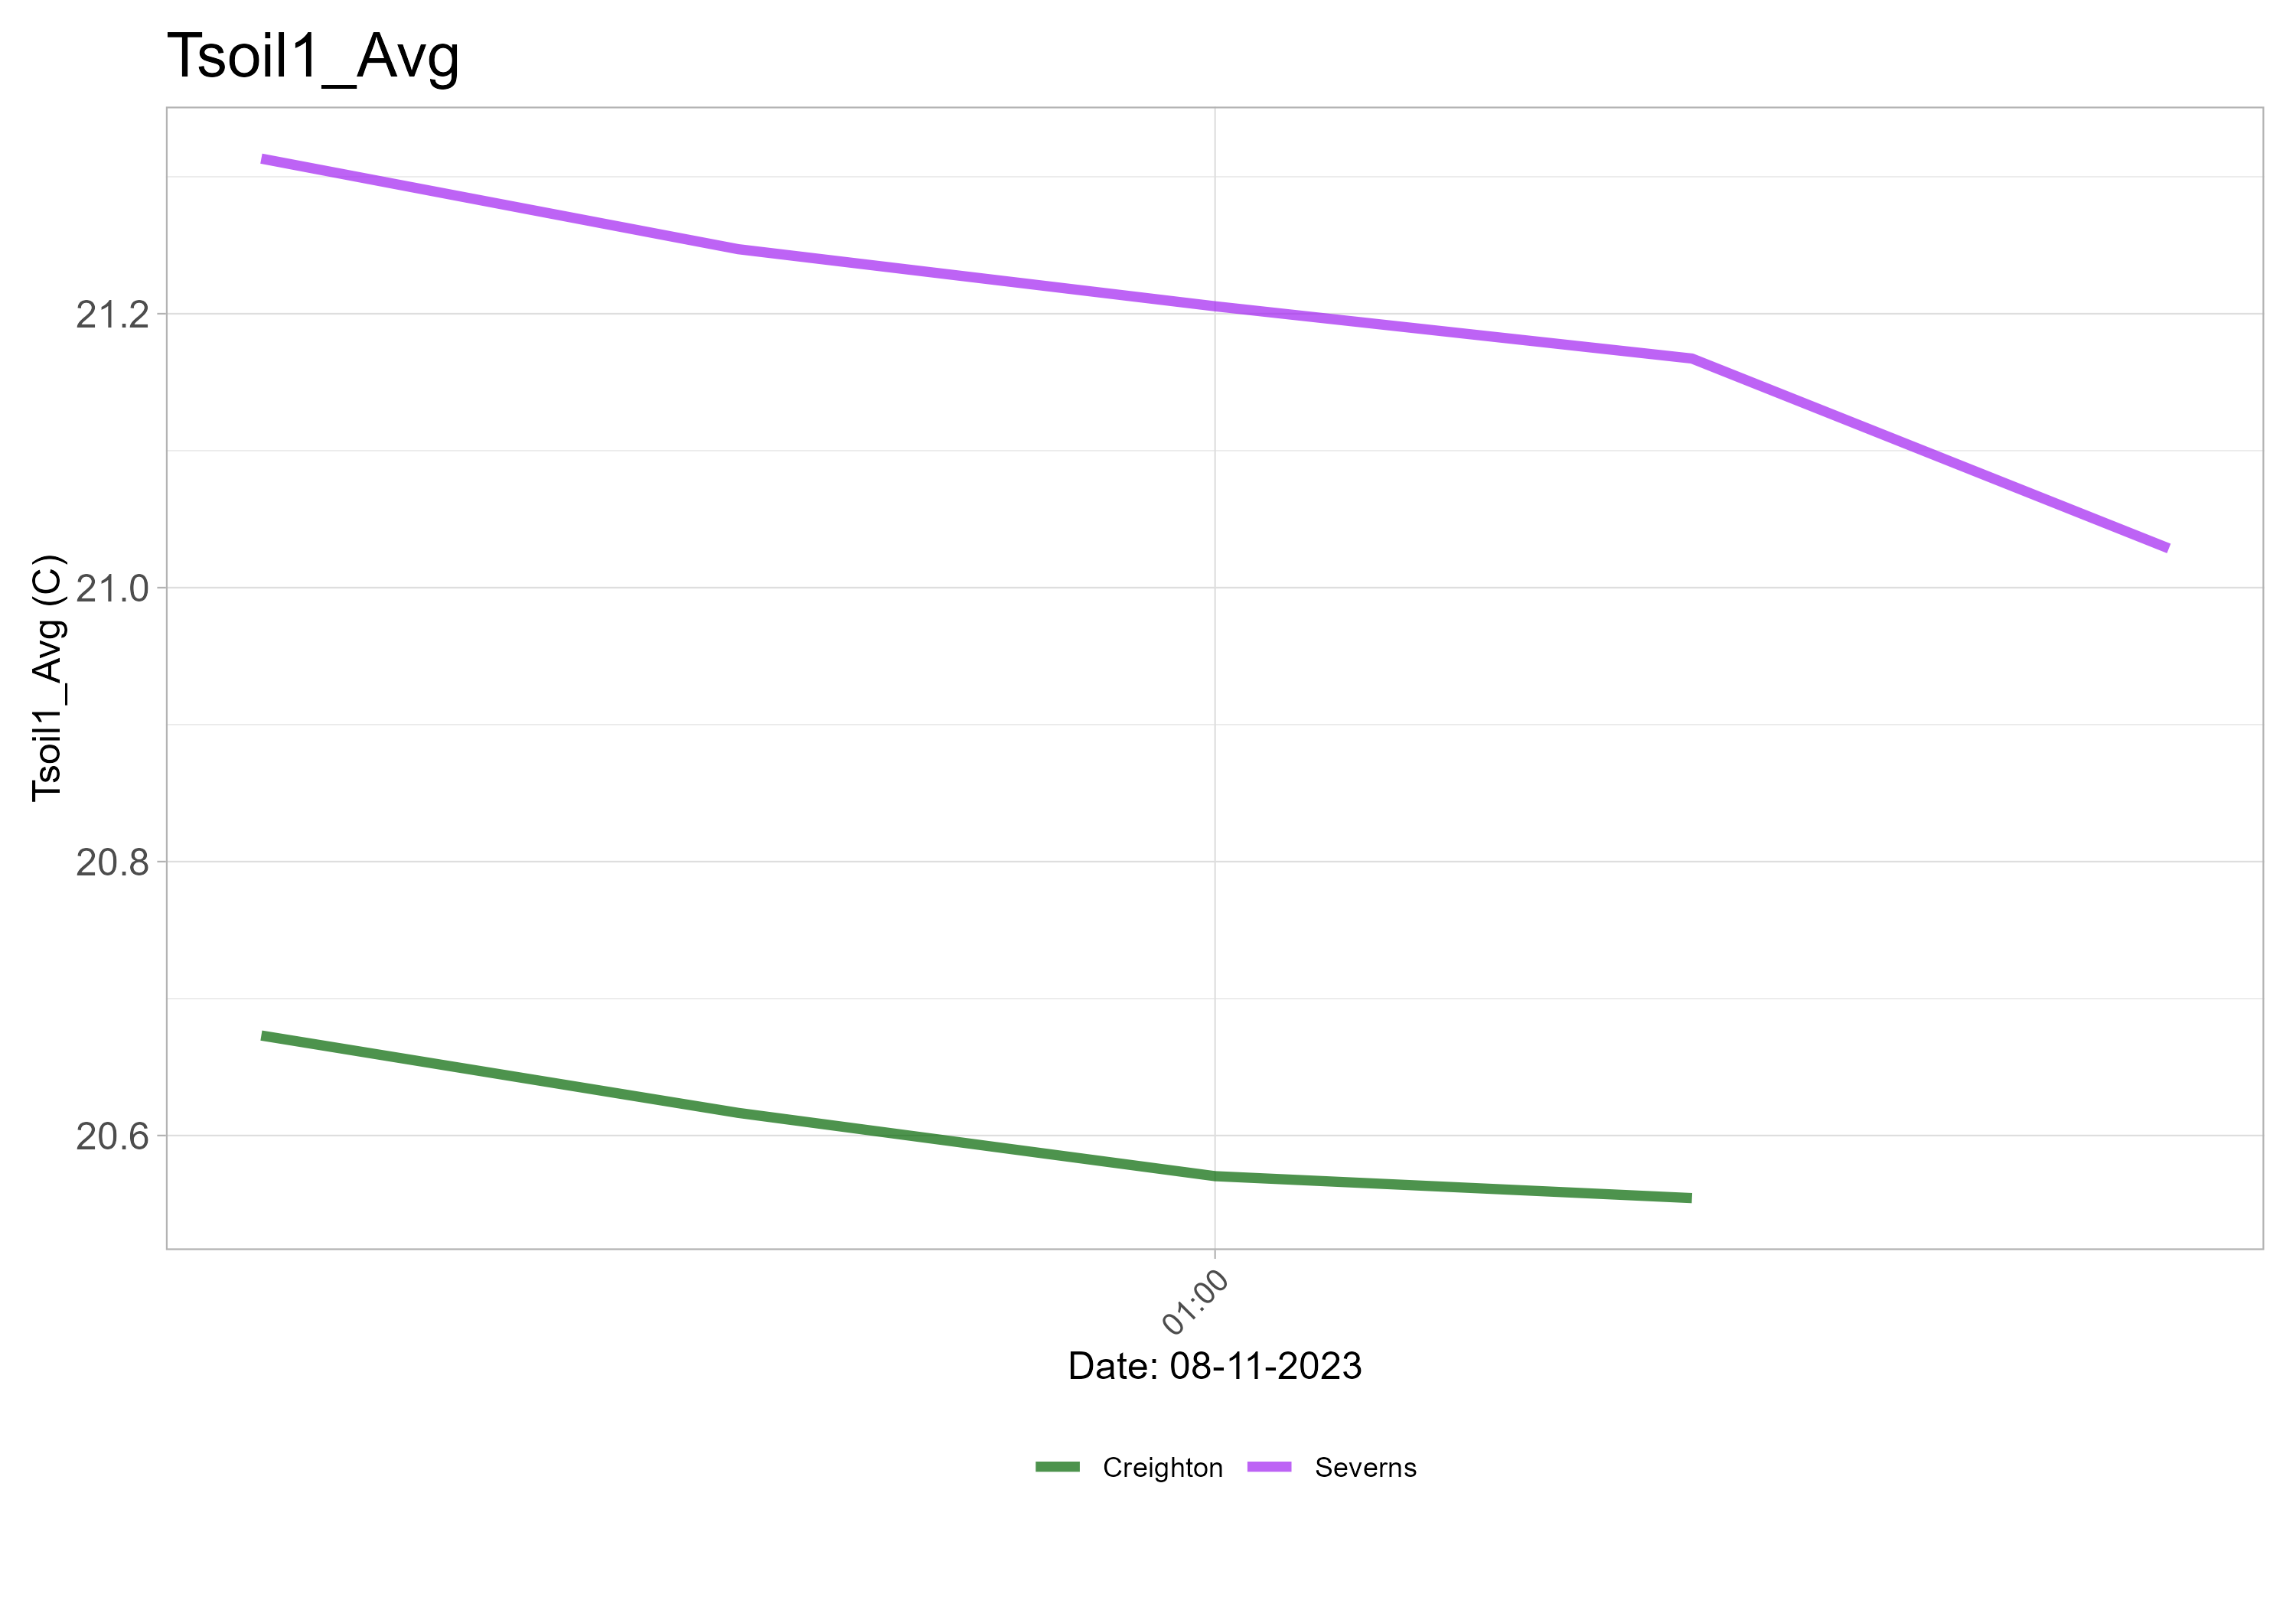 Tsoil1_Avg
Tsoil1_Avg (C)
21.2
21.0
20.8
20.6
01:00
Date: 08-11-2023
Creighton Severns